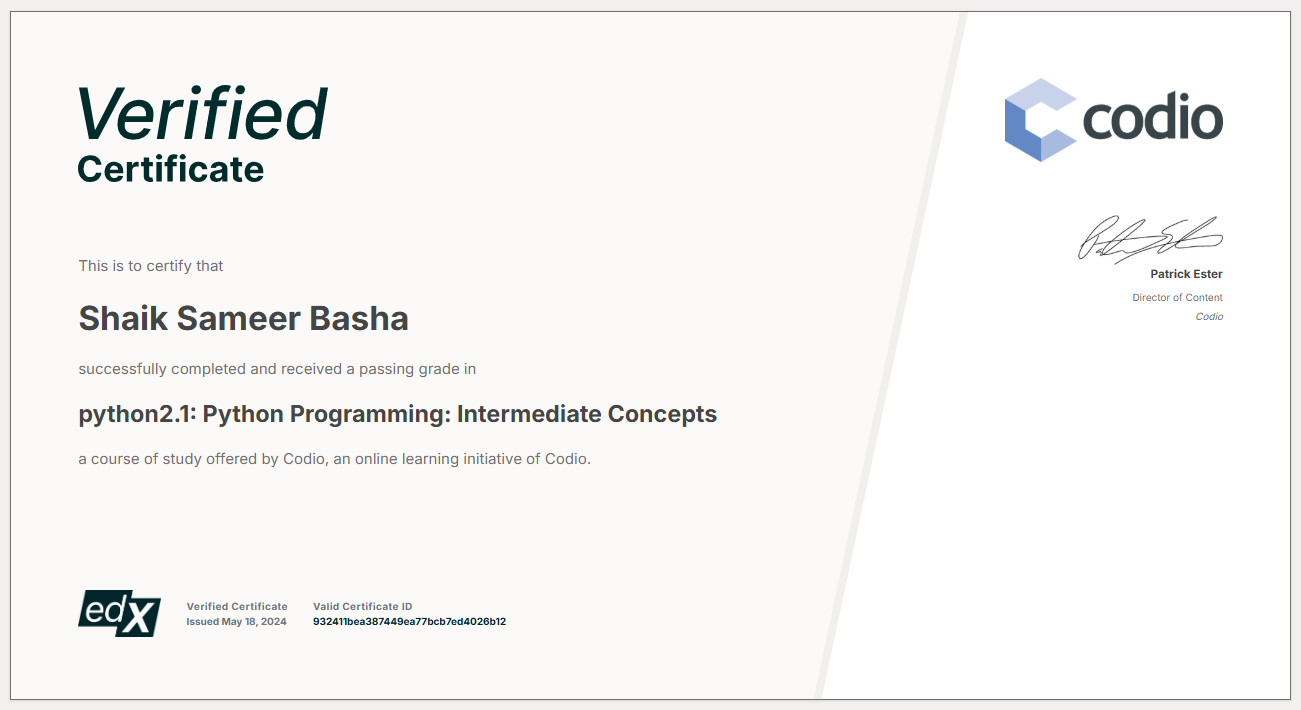 Verified
Certificate
codio
Patrick Ester
Director of Content
Codio
This is to certify that
Shaik Sameer Basha
successfully completed and received a passing grade in
python2.1: Python Programming: Intermediate Concepts
a course of study offered by Codio, an online learning initiative of Codio.
edX
Verified Certificate
Issued May 18, 2024
Valid Certificate ID
932411bea387449ea77bcb7ed4026b12